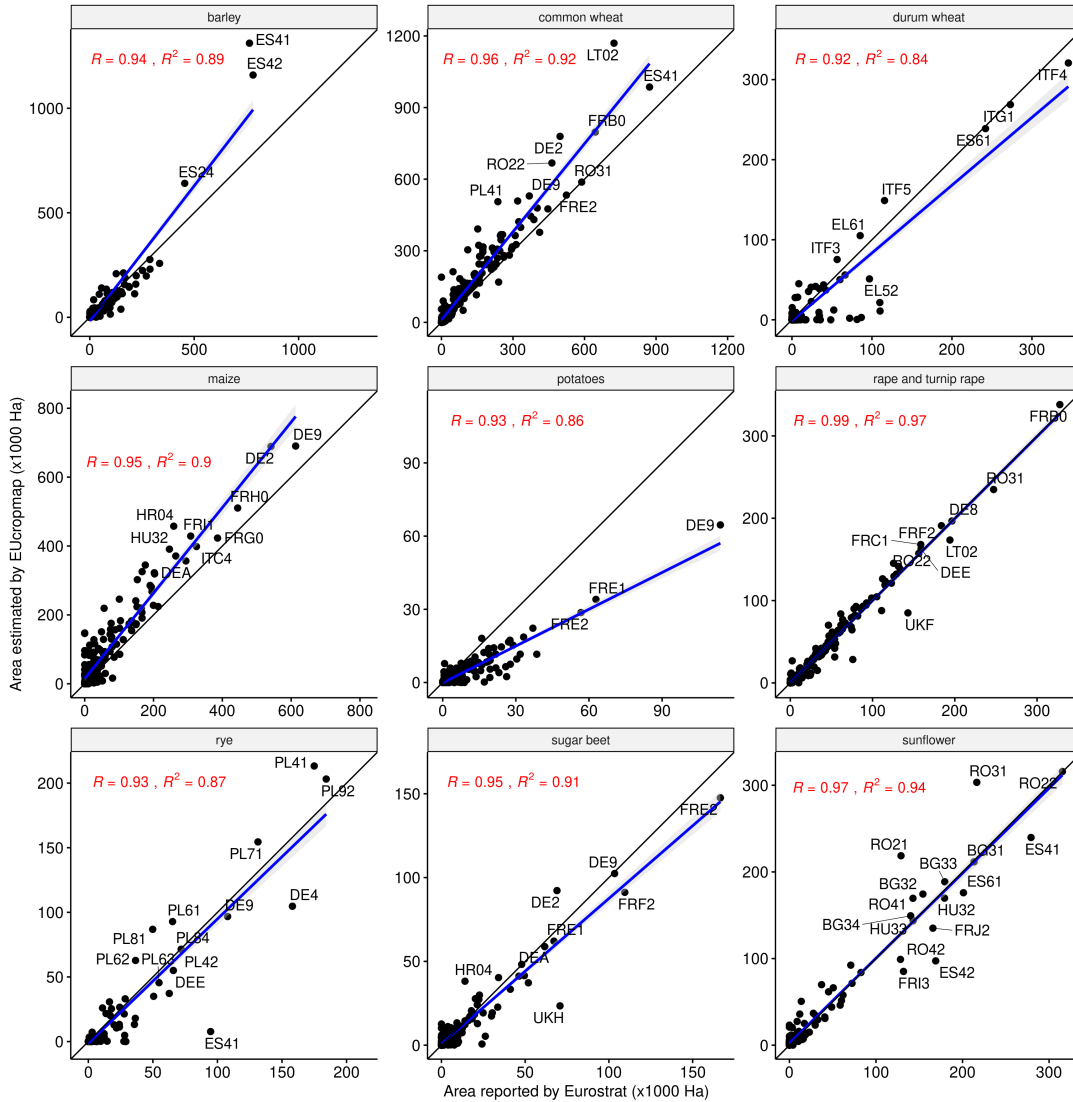 barley
R = 0.94 , R² = 0.89
ES41
ES42
ES24
0
500
1000
0
500
1000
common wheat
R = 0.96 , R² = 0.92
LT02
ES41
FRB0
DE2
RO22
RO31
DE9
PL41
FRE2
0
300
600
900
1200
0
300
600
900
1200
durum wheat
R = 0.92 , R² = 0.84
ITF4
ITG1
ES61
ITF5
EL61
ITF3
EL52
0
100
200
300
0
100
200
300
maize
R = 0.95 , R² = 0.9
DE9
DE2
FRH0
HR04
FRI1
HU32
FRG0
ITC4
DEA
0
200
400
600
800
0
200
400
600
800
potatoes
R = 0.93 , R² = 0.86
DE9
FRE1
FRE2
0
30
60
90
0
30
60
90
rape and turnip rape
R = 0.99 , R² = 0.97
FRB0
RO31
DE8
FRF2
FRC1
LT02
RO22
DEE
UKF
0
100
200
300
0
100
200
300
rye
R = 0.93 , R² = 0.87
PL41
PL92
PL71
DE4
DE9
PL61
PL81
PL84
PL62
PL63
PL42
DEE
ES41
0
50
100
150
200
0
50
100
150
200
sugar beet
R = 0.95 , R² = 0.91
FRE2
DE9
DE2
FRF2
FRE1
DEA
HR04
UKH
0
50
100
150
0
50
100
150
sunflower
R = 0.97 , R² = 0.94
RO31
RO22
RO21
BG31
ES41
BG33
BG32
ES61
RO41
HU32
BG34
HU33
FRJ2
RO42
ES42
FRI3
0
100
200
300
0
100
200
300
Area estimated by EUcropmap (x1000 Ha)
Area reported by Eurostrat (x1000 Ha)